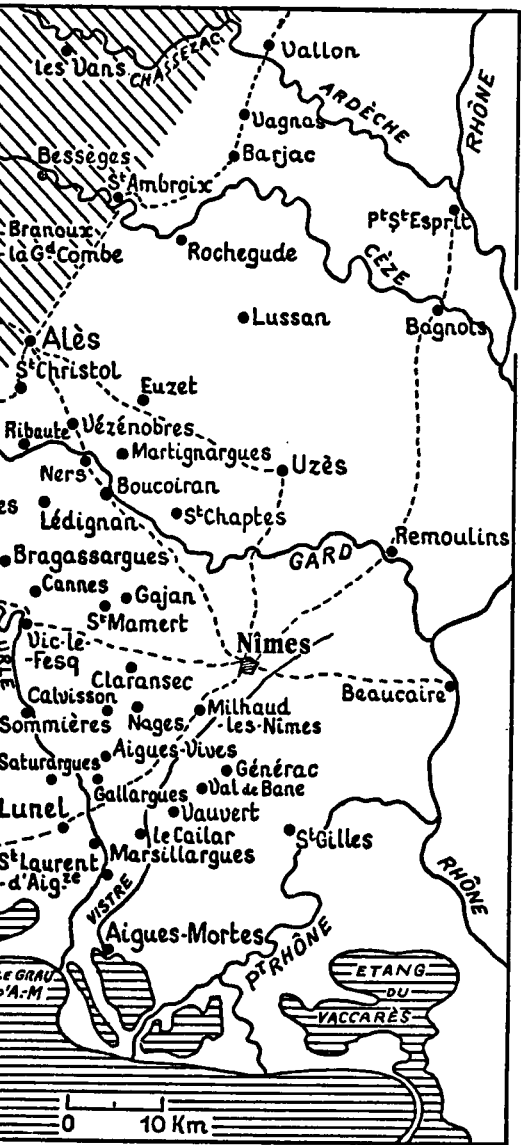 Vallon
les Vans
CHASSEZAC
ARDÈCHE
RHÔNE
Vagnas
Barjac
Bessèges
Sᵗ Ambroix
Pᵗ Sᵗ Esprit
Branoux
la Gᵈ Combe
Rochegude
CÈZE
Lussan
Bagnols
Alès
Sᵗ Christol
Euzet
Ribaute
Vézénobres
Martignargues
Uzès
Ners
Boucoiran
es
Lédignan
Sᵗ Chaptes
Remoulins
GARD
Bragassargues
Cannes
Gajan
Sᵗ Mamert
Nîmes
URLE
Vic-le-
-Fesq
Claransec
Beaucaire
Calvisson
Sommières
Nages
Milhaud
-les-Nîmes
Aigues-Vives
Saturargues
Générac
Gallargues
Val de Bane
Lunel
Vauvert
le Cailar
Sᵗ Gilles
Sᵗ Laurent
-d'Aigᶻᵉ
Marsillargues
VISTRE
RHÔNE
Aigues-Mortes
Pᵗ RHÔNE
LE GRAU
D'A.-M
ETANG
DU
VACCARÈS
0 10 Km